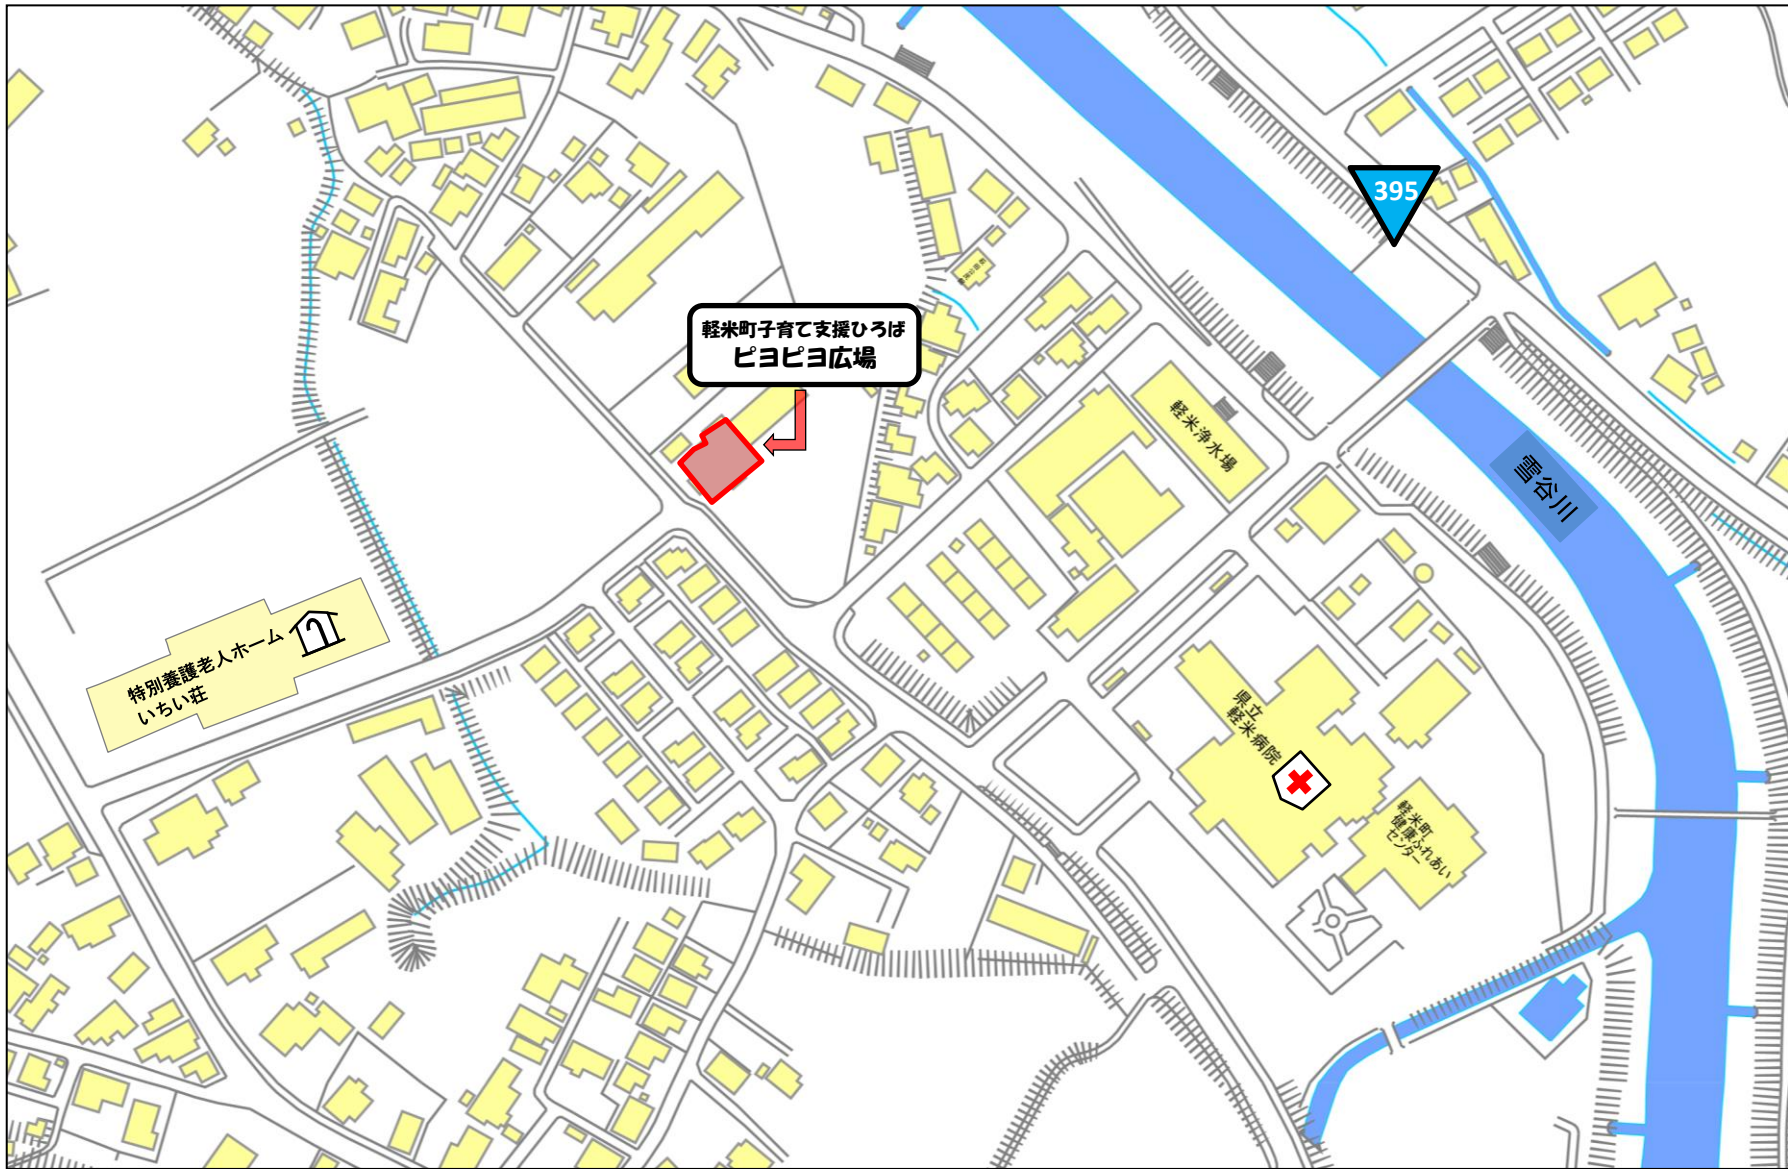 395
軽米町子育て支援ひろば
ピヨピヨ広場
軽米浄水場
雪谷川
特別養護老人ホーム
いちい荘
県立
軽米病院
軽米町
健康ふれあい
センター